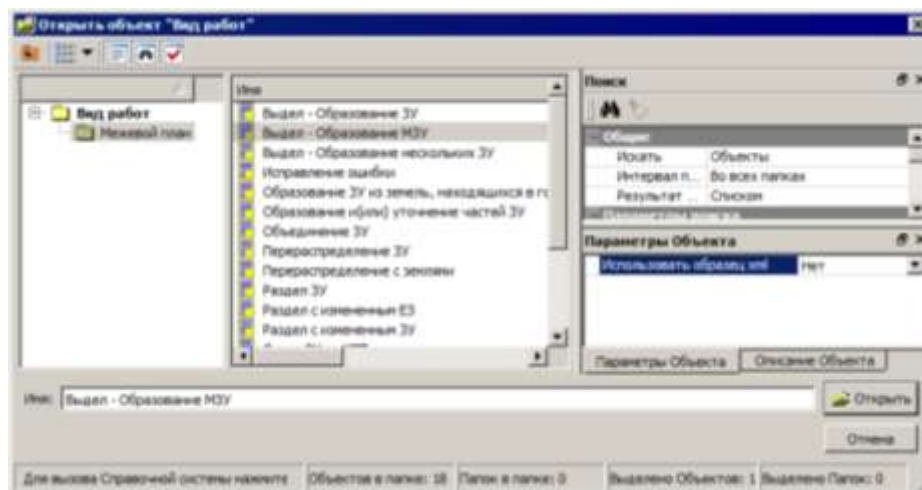 Открыть объект "Вид работ"
Вид работ
Межевой план
Имя
Выдел - Образование ЗУ
Выдел - Образование МЗУ
Выдел - Образование нескольких ЗУ
Исправление ошибки
Образование ЗУ из земель, находящихся в го
Образование и(или) уточнение частей ЗУ
Объединение ЗУ
Перераспределение ЗУ
Перераспределение с землями
Раздел ЗУ
Раздел с измененным ЕЗ
Раздел с измененным ЗУ
Поиск
Общие
Искать Объекты
Интервал п... Во всех папках
Результат ... Списком
Параметры Объекта
Использовать образец xml Нет
Параметры Объекта Описание Объекта
Имя: Выдел - Образование МЗУ
Открыть
Отмена
Для вызова Справочной системы нажмите Объектов в папке: 18 Папок в папке: 0 Выделено Объектов: 1 Выделено Папок: 0